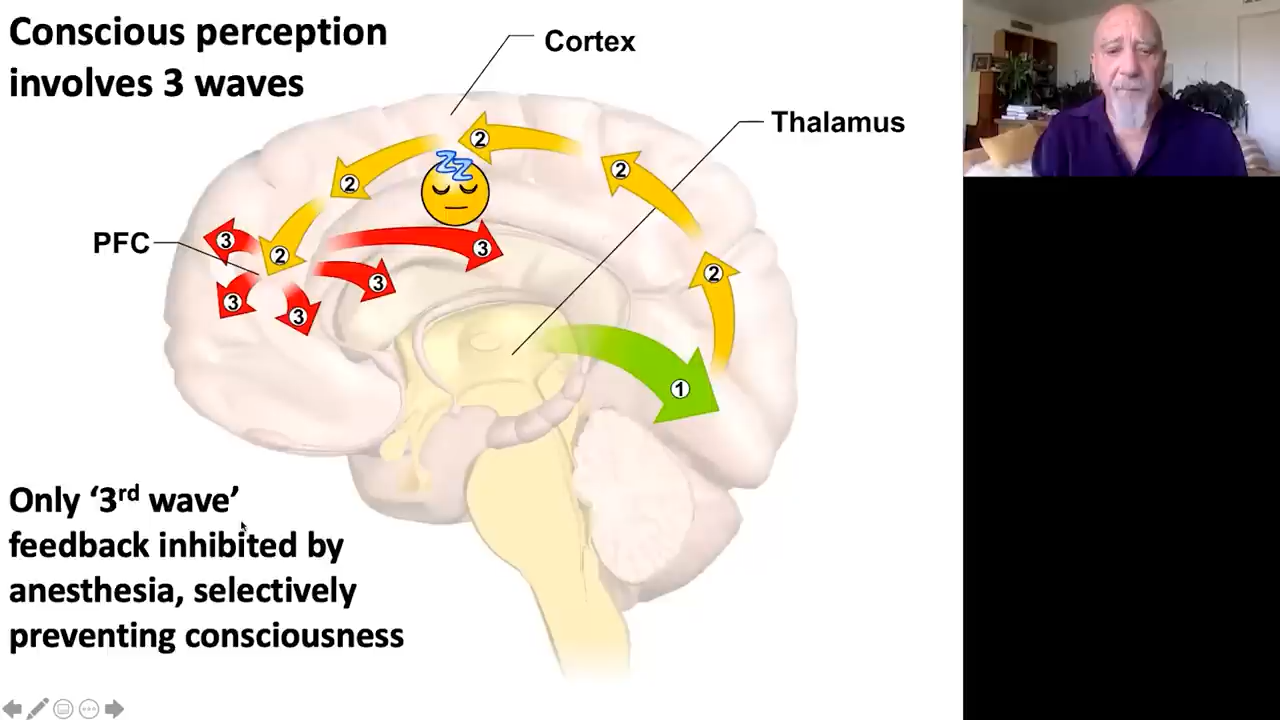 Conscious perception
involves 3 waves
Cortex
Thalamus
2
2
2
2
2
PFC
3
3
3
3
3
1
Only ‘3rd wave’
feedback inhibited by
anesthesia, selectively
preventing consciousness